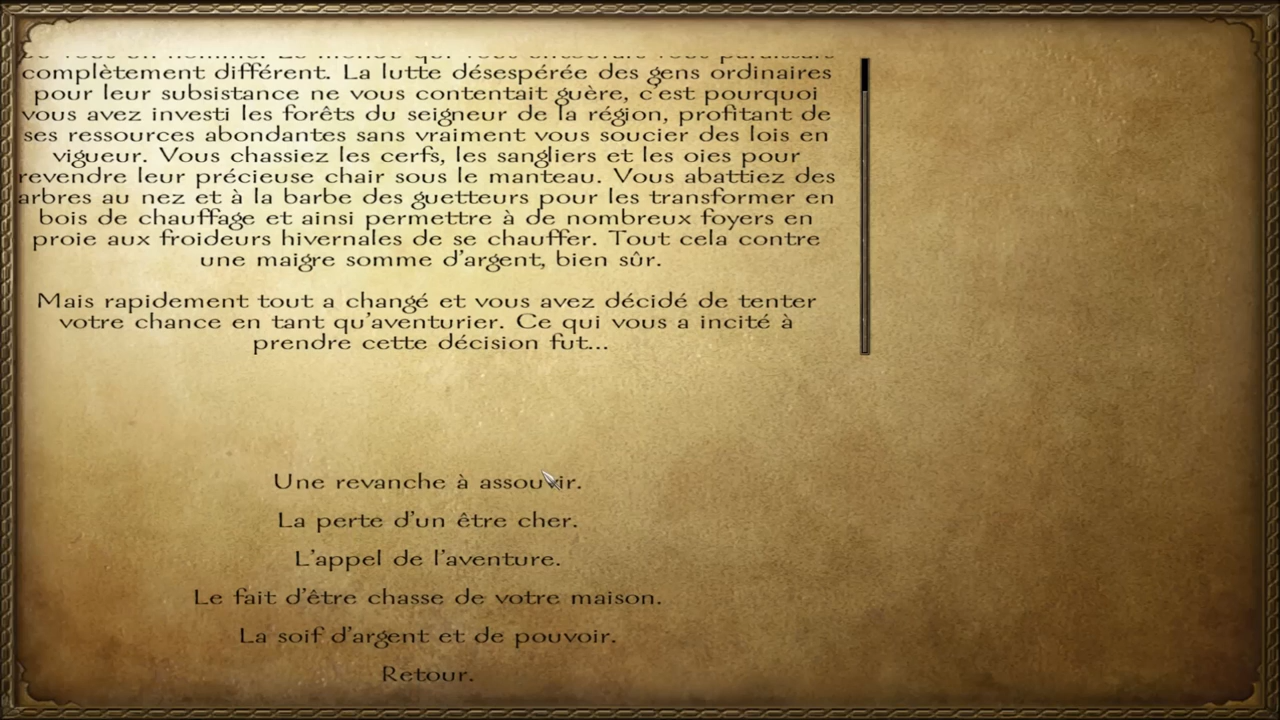 complètement différent. La lutte désespérée des gens ordinaires
pour leur subsistance ne vous contentait guère, c'est pourquoi
vous avez investi les forêts du seigneur de la région, profitant de
ses ressources abondantes sans vraiment vous soucier des lois en
vigueur. Vous chassiez les cerfs, les sangliers et les oies pour
revendre leur précieuse chair sous le manteau. Vous abattiez des
arbres au nez et à la barbe des guetteurs pour les transformer en
bois de chauffage et ainsi permettre à de nombreux foyers en
proie aux froideurs hivernales de se chauffer. Tout cela contre
une maigre somme d'argent, bien sûr.
Mais rapidement tout a changé et vous avez décidé de tenter
votre chance en tant qu'aventurier. Ce qui vous a incité à
prendre cette décision fut...
Une revanche à assouvir.
La perte d'un être cher.
L'appel de l'aventure.
Le fait d'être chasse de votre maison.
La soif d'argent et de pouvoir.
Retour.